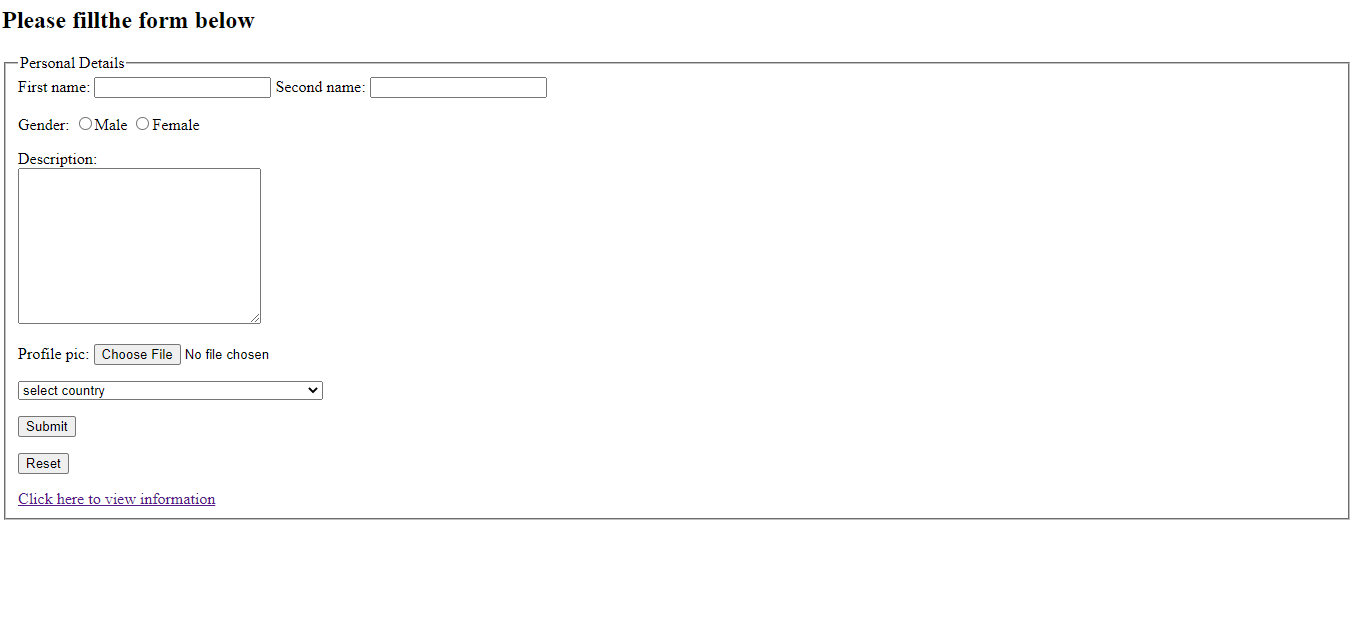 Please fillthe form below
Personal Details
First name: Second name:
Gender: Male Female
Description:
Profile pic: Choose File No file chosen
select country
Submit
Reset
Click here to view information